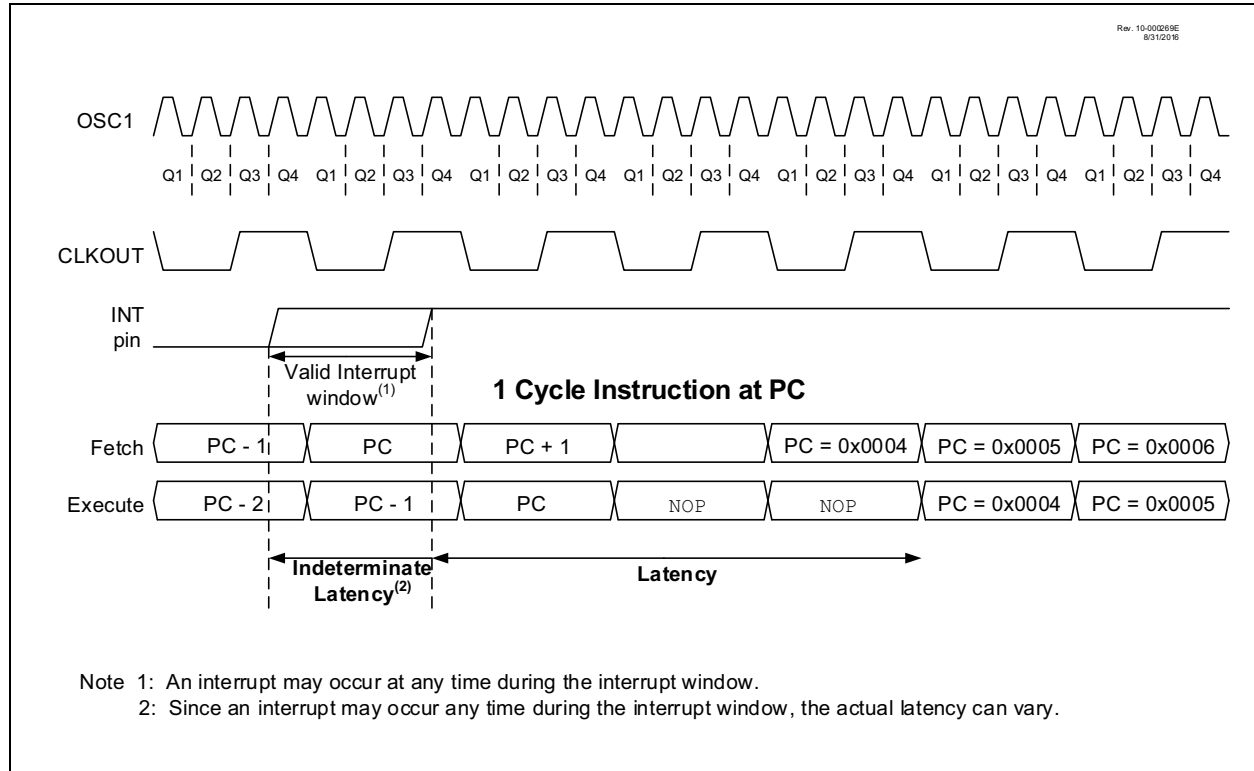 Rev. 10-000269E
8/31/2016
OSC1
Q1 Q2 Q3 Q4 Q1 Q2 Q3 Q4 Q1 Q2 Q3 Q4 Q1 Q2 Q3 Q4 Q1 Q2 Q3 Q4 Q1 Q2 Q3 Q4 Q1 Q2 Q3 Q4
CLKOUT
INT
pin
Valid Interrupt
window(1)
1 Cycle Instruction at PC
Fetch PC - 1 PC PC + 1 PC = 0x0004 PC = 0x0005 PC = 0x0006
Execute PC - 2 PC - 1 PC NOP NOP PC = 0x0004 PC = 0x0005
Indeterminate
Latency(2)
Latency
Note 1: An interrupt may occur at any time during the interrupt window.
2: Since an interrupt may occur any time during the interrupt window, the actual latency can vary.